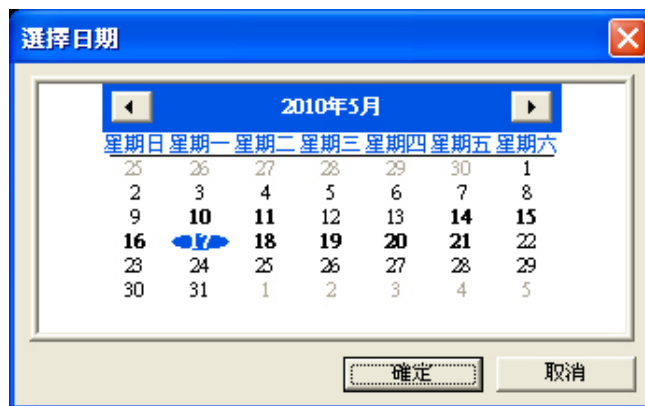 選擇日期
2010年5月
星期日 星期一 星期二 星期三 星期四 星期五 星期六
25 26 27 28 29 30 1
2 3 4 5 6 7 8
9 10 11 12 13 14 15
16 17 18 19 20 21 22
23 24 25 26 27 28 29
30 31 1 2 3 4 5
確定 取消